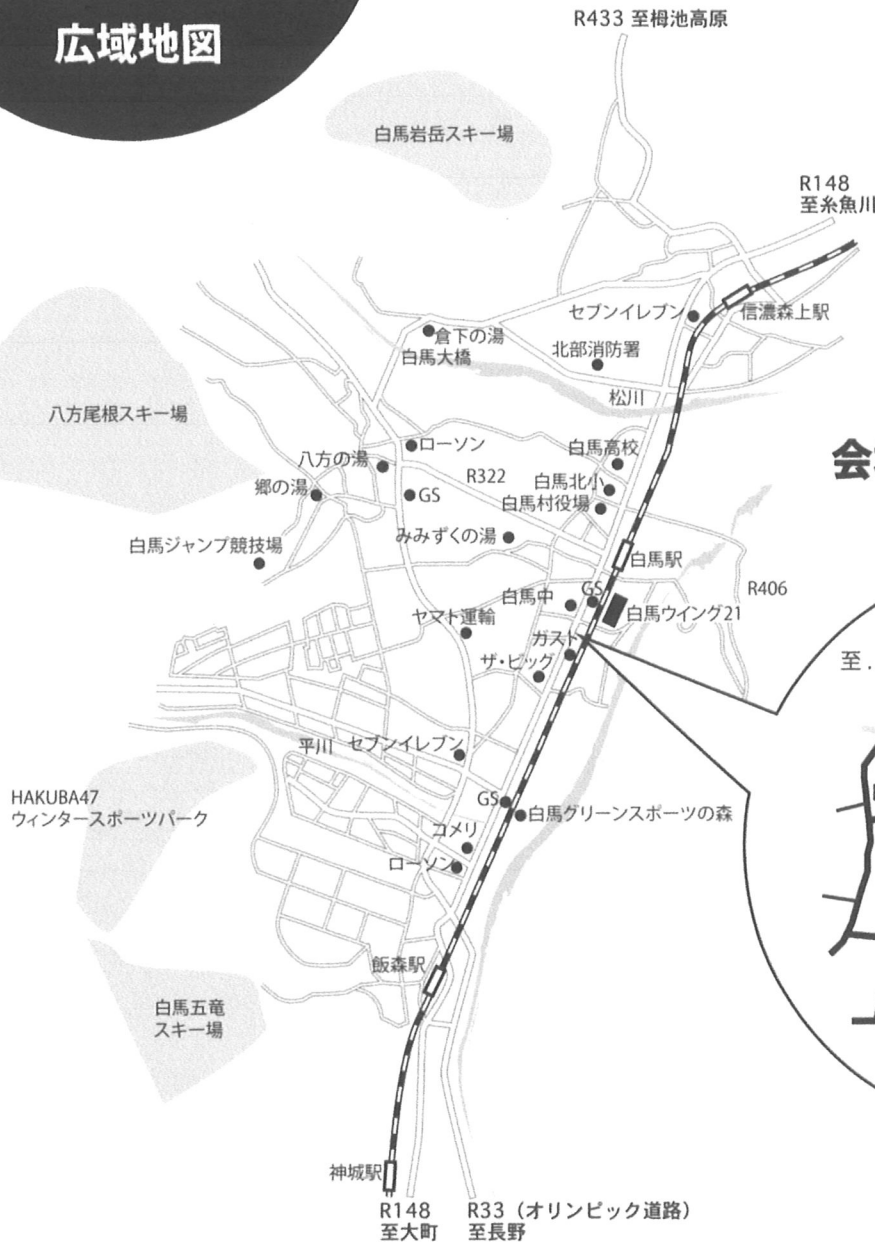 広域地図
R433 至栂池高原
白馬岩岳スキー場
R148
至糸魚川
セブンイレブン
信濃森上駅
倉下の湯
白馬大橋
北部消防署
松川
八方尾根スキー場
ローソン
白馬高校
八方の湯
R322
白馬北小
郷の湯
GS
白馬村役場
みみずくの湯
白馬ジャンプ競技場
白馬駅
R406
白馬中
GS
白馬ウイング21
ヤマト運輸
ガスト
ザ・ビッグ
至
平川
セブンイレブン
HAKUBA47
ウィンタースポーツパーク
GS
白馬グリーンスポーツの森
コメリ
ローソン
飯森駅
白馬五竜
スキー場
神城駅
R148
至大町
R33（オリンピック道路）
至長野